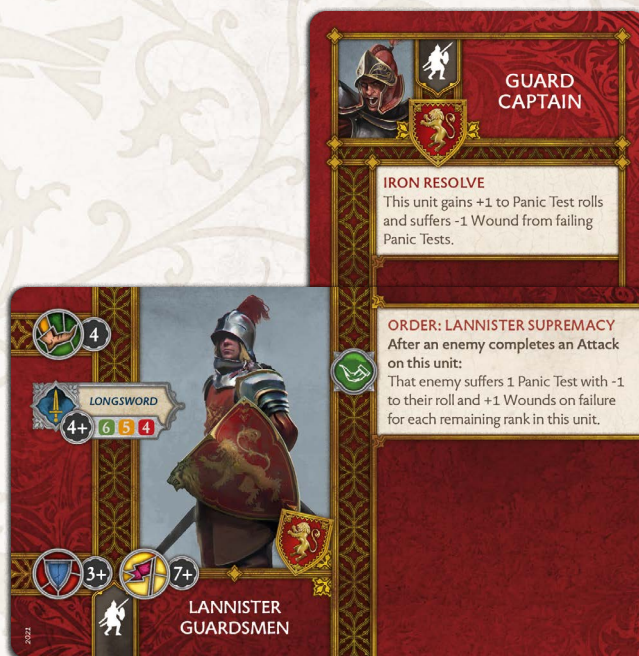 GUARD
CAPTAIN
IRON RESOLVE
This unit gains +1 to Panic Test rolls
and suffers -1 Wound from failing
Panic Tests.
4
LONGSWORD
4+ 6 5 4
ORDER: LANNISTER SUPREMACY
After an enemy completes an Attack
on this unit:
That enemy suffers 1 Panic Test with -1
to their roll and +1 Wounds on failure
for each remaining rank in this unit.
3+ 7+
LANNISTER
GUARDSMEN
2021